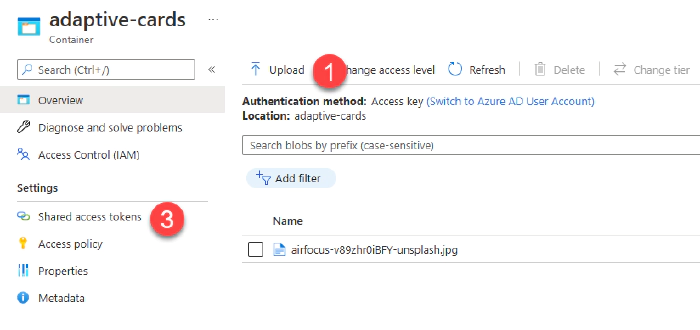 adaptive-cards ...
Container
Search (Ctrl+/) «
Overview
Diagnose and solve problems
Access Control (IAM)
Settings
Shared access tokens 3
Access policy
Properties
Metadata
Upload 1 hange access level Refresh Delete Change tier
Authentication method: Access key (Switch to Azure AD User Account)
Location: adaptive-cards
Search blobs by prefix (case-sensitive)
Add filter
Name
airfocus-v89zhr0iBFY-unsplash.jpg